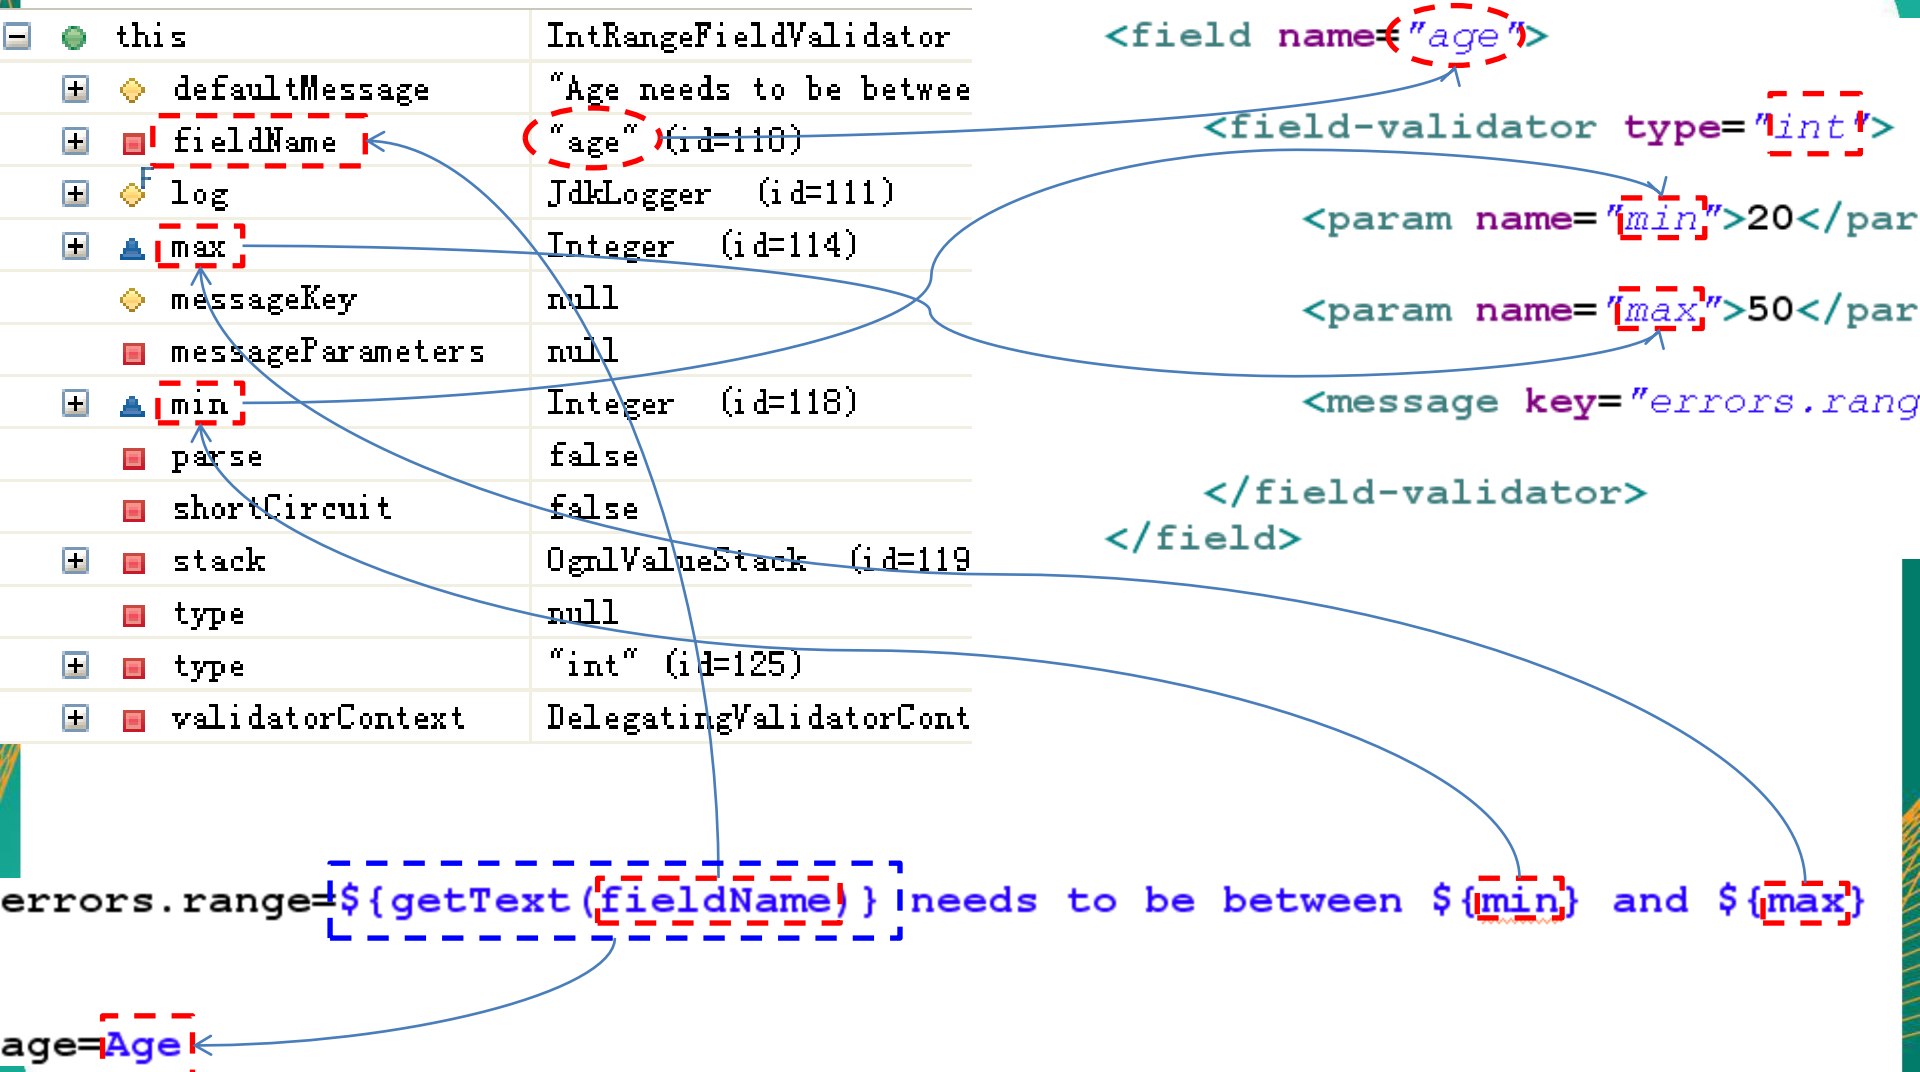 this IntRangeFieldValidator
defaultMessage "Age needs to be betwee
fieldName "age" (id=110)
log JdkLogger (id=111)
max Integer (id=114)
messageKey null
messageParameters null
min Integer (id=118)
parse false
shortCircuit false
stack OgnlValueStack (id=119
type null
type "int" (id=125)
validatorContext DelegatingValidatorCont
<field name="age">
<field-validator type="int">
<param name="min">20</par
<param name="max">50</par
<message key="errors.rang
</field-validator>
</field>
errors.range=${getText(fieldName)} needs to be between ${min} and ${max}
age=Age